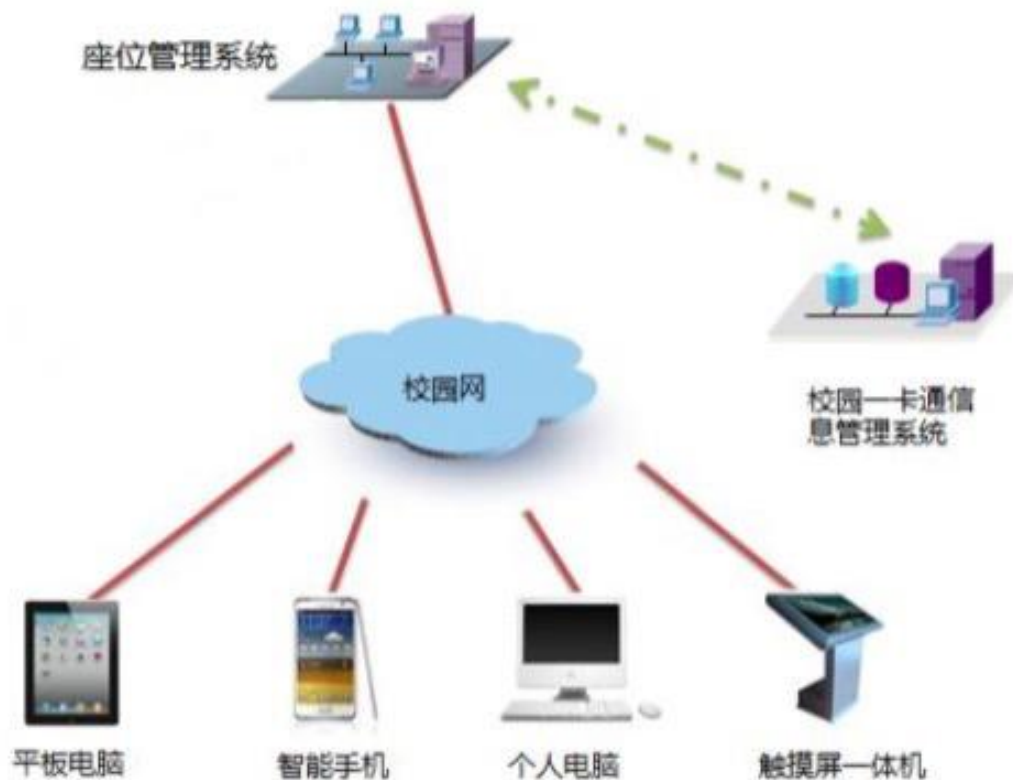 座位管理系统
校园网
校园一卡通信
息管理系统
平板电脑
智能手机
个人电脑
触摸屏一体机